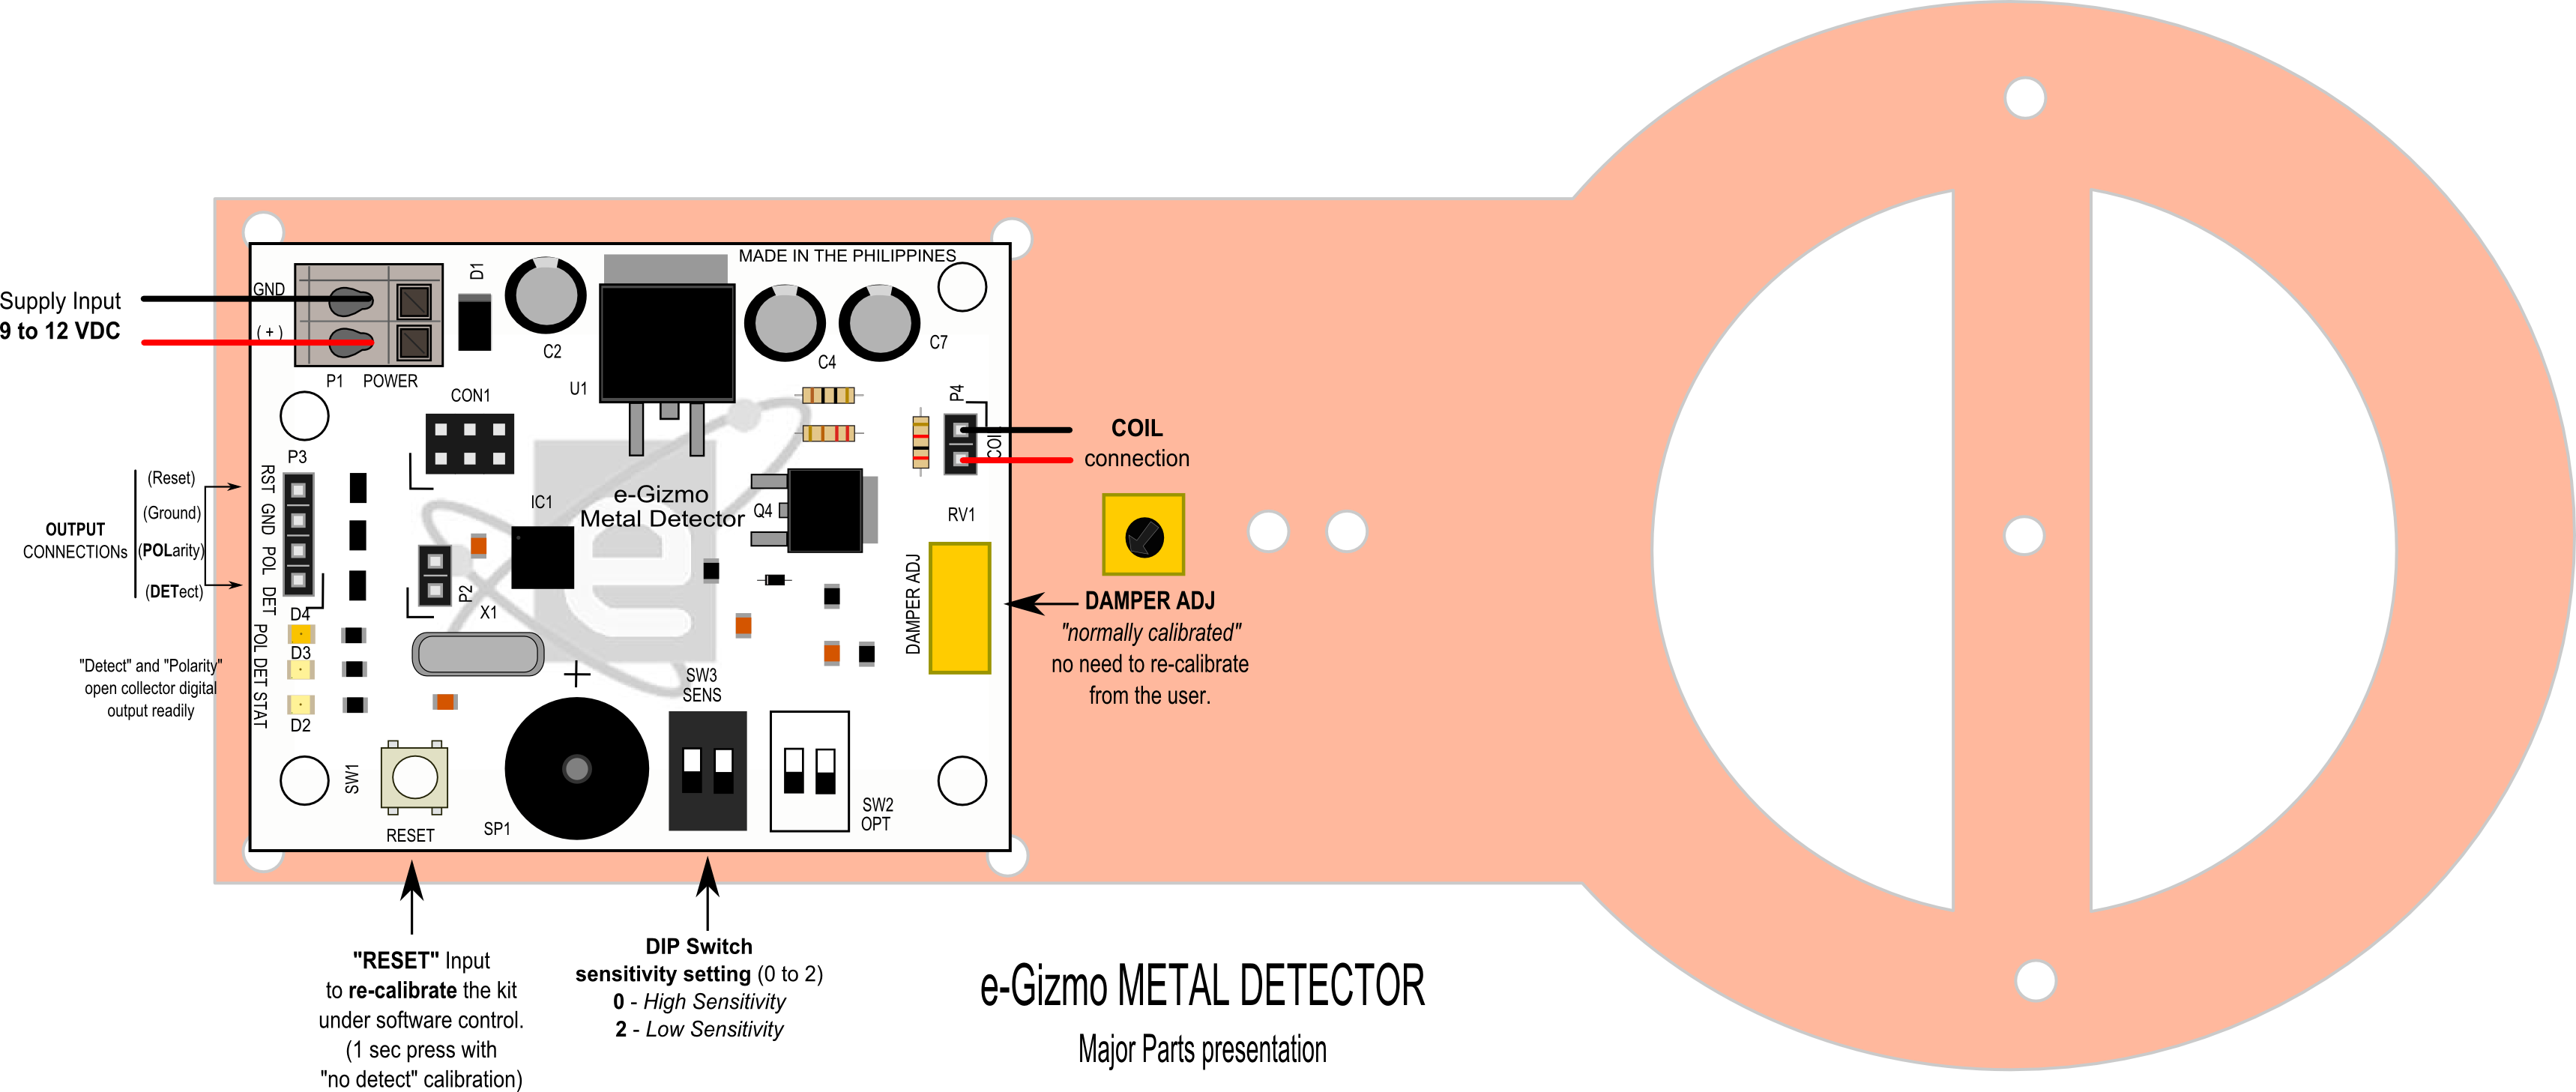 MADE IN THE PHILIPPINES
Supply Input
9 to 12 VDC
GND
( + )
P1
POWER
D1
C2
U1
C4
C7
CON1
P3
RST
GND
POL
DET
(Reset)
(Ground)
(POLarity)
(DETect)
OUTPUT
CONNECTIONs
IC1
e-Gizmo
Metal Detector
Q4
P4
COIL
COIL
connection
RV1
DAMPER ADJ
DAMPER ADJ
"normally calibrated"
no need to re-calibrate
from the user.
P2
X1
D4
D3
D2
POL
DET
STAT
"Detect" and "Polarity"
open collector digital
output readily
SW1
RESET
SP1
SW3
SENS
SW2
OPT
"RESET" Input
to re-calibrate the kit
under software control.
(1 sec press with
"no detect" calibration)
DIP Switch
sensitivity setting (0 to 2)
0 - High Sensitivity
2 - Low Sensitivity
e-Gizmo METAL DETECTOR
Major Parts presentation